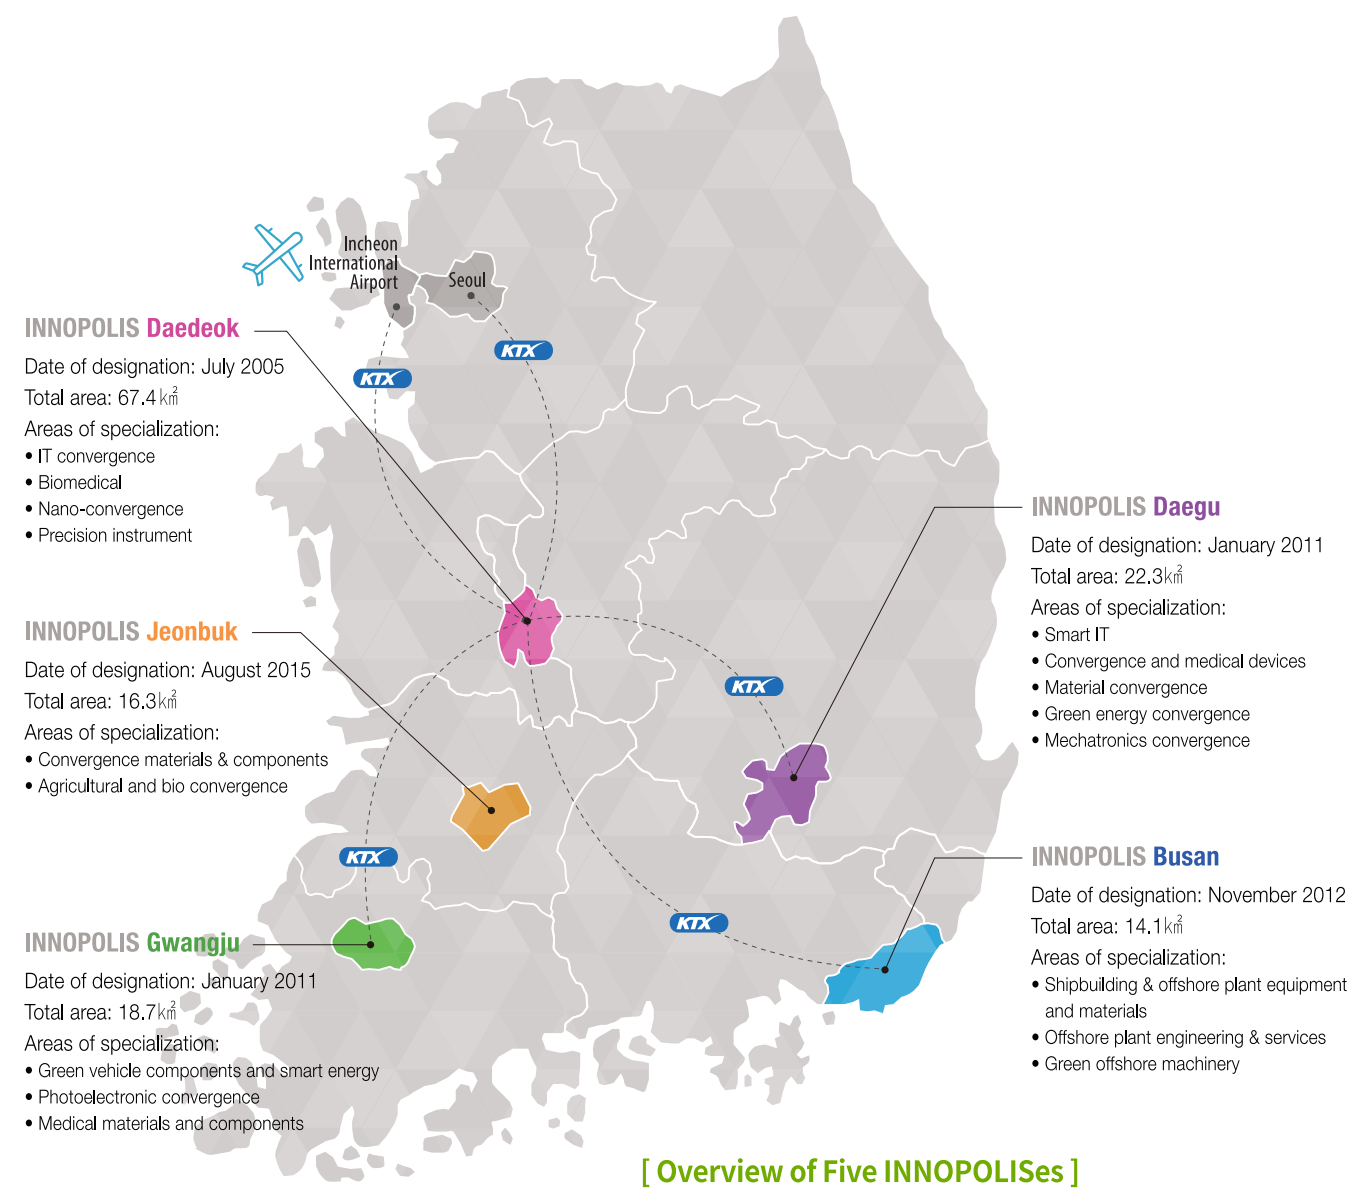 Incheon
International
Airport
Seoul
KTX
KTX
INNOPOLIS Daedeok
Date of designation: July 2005
Total area: 67.4㎢
Areas of specialization:
• IT convergence
• Biomedical
• Nano-convergence
• Precision instrument
INNOPOLIS Daegu
Date of designation: January 2011
Total area: 22.3㎢
Areas of specialization:
• Smart IT
• Convergence and medical devices
• Material convergence
• Green energy convergence
• Mechatronics convergence
INNOPOLIS Jeonbuk
Date of designation: August 2015
Total area: 16.3㎢
Areas of specialization:
• Convergence materials & components
• Agricultural and bio convergence
KTX
KTX
KTX
INNOPOLIS Busan
Date of designation: November 2012
Total area: 14.1㎢
Areas of specialization:
• Shipbuilding & offshore plant equipment
and materials
• Offshore plant engineering & services
• Green offshore machinery
INNOPOLIS Gwangju
Date of designation: January 2011
Total area: 18.7㎢
Areas of specialization:
• Green vehicle components and smart energy
• Photoelectronic convergence
• Medical materials and components
[ Overview of Five INNOPOLISes ]